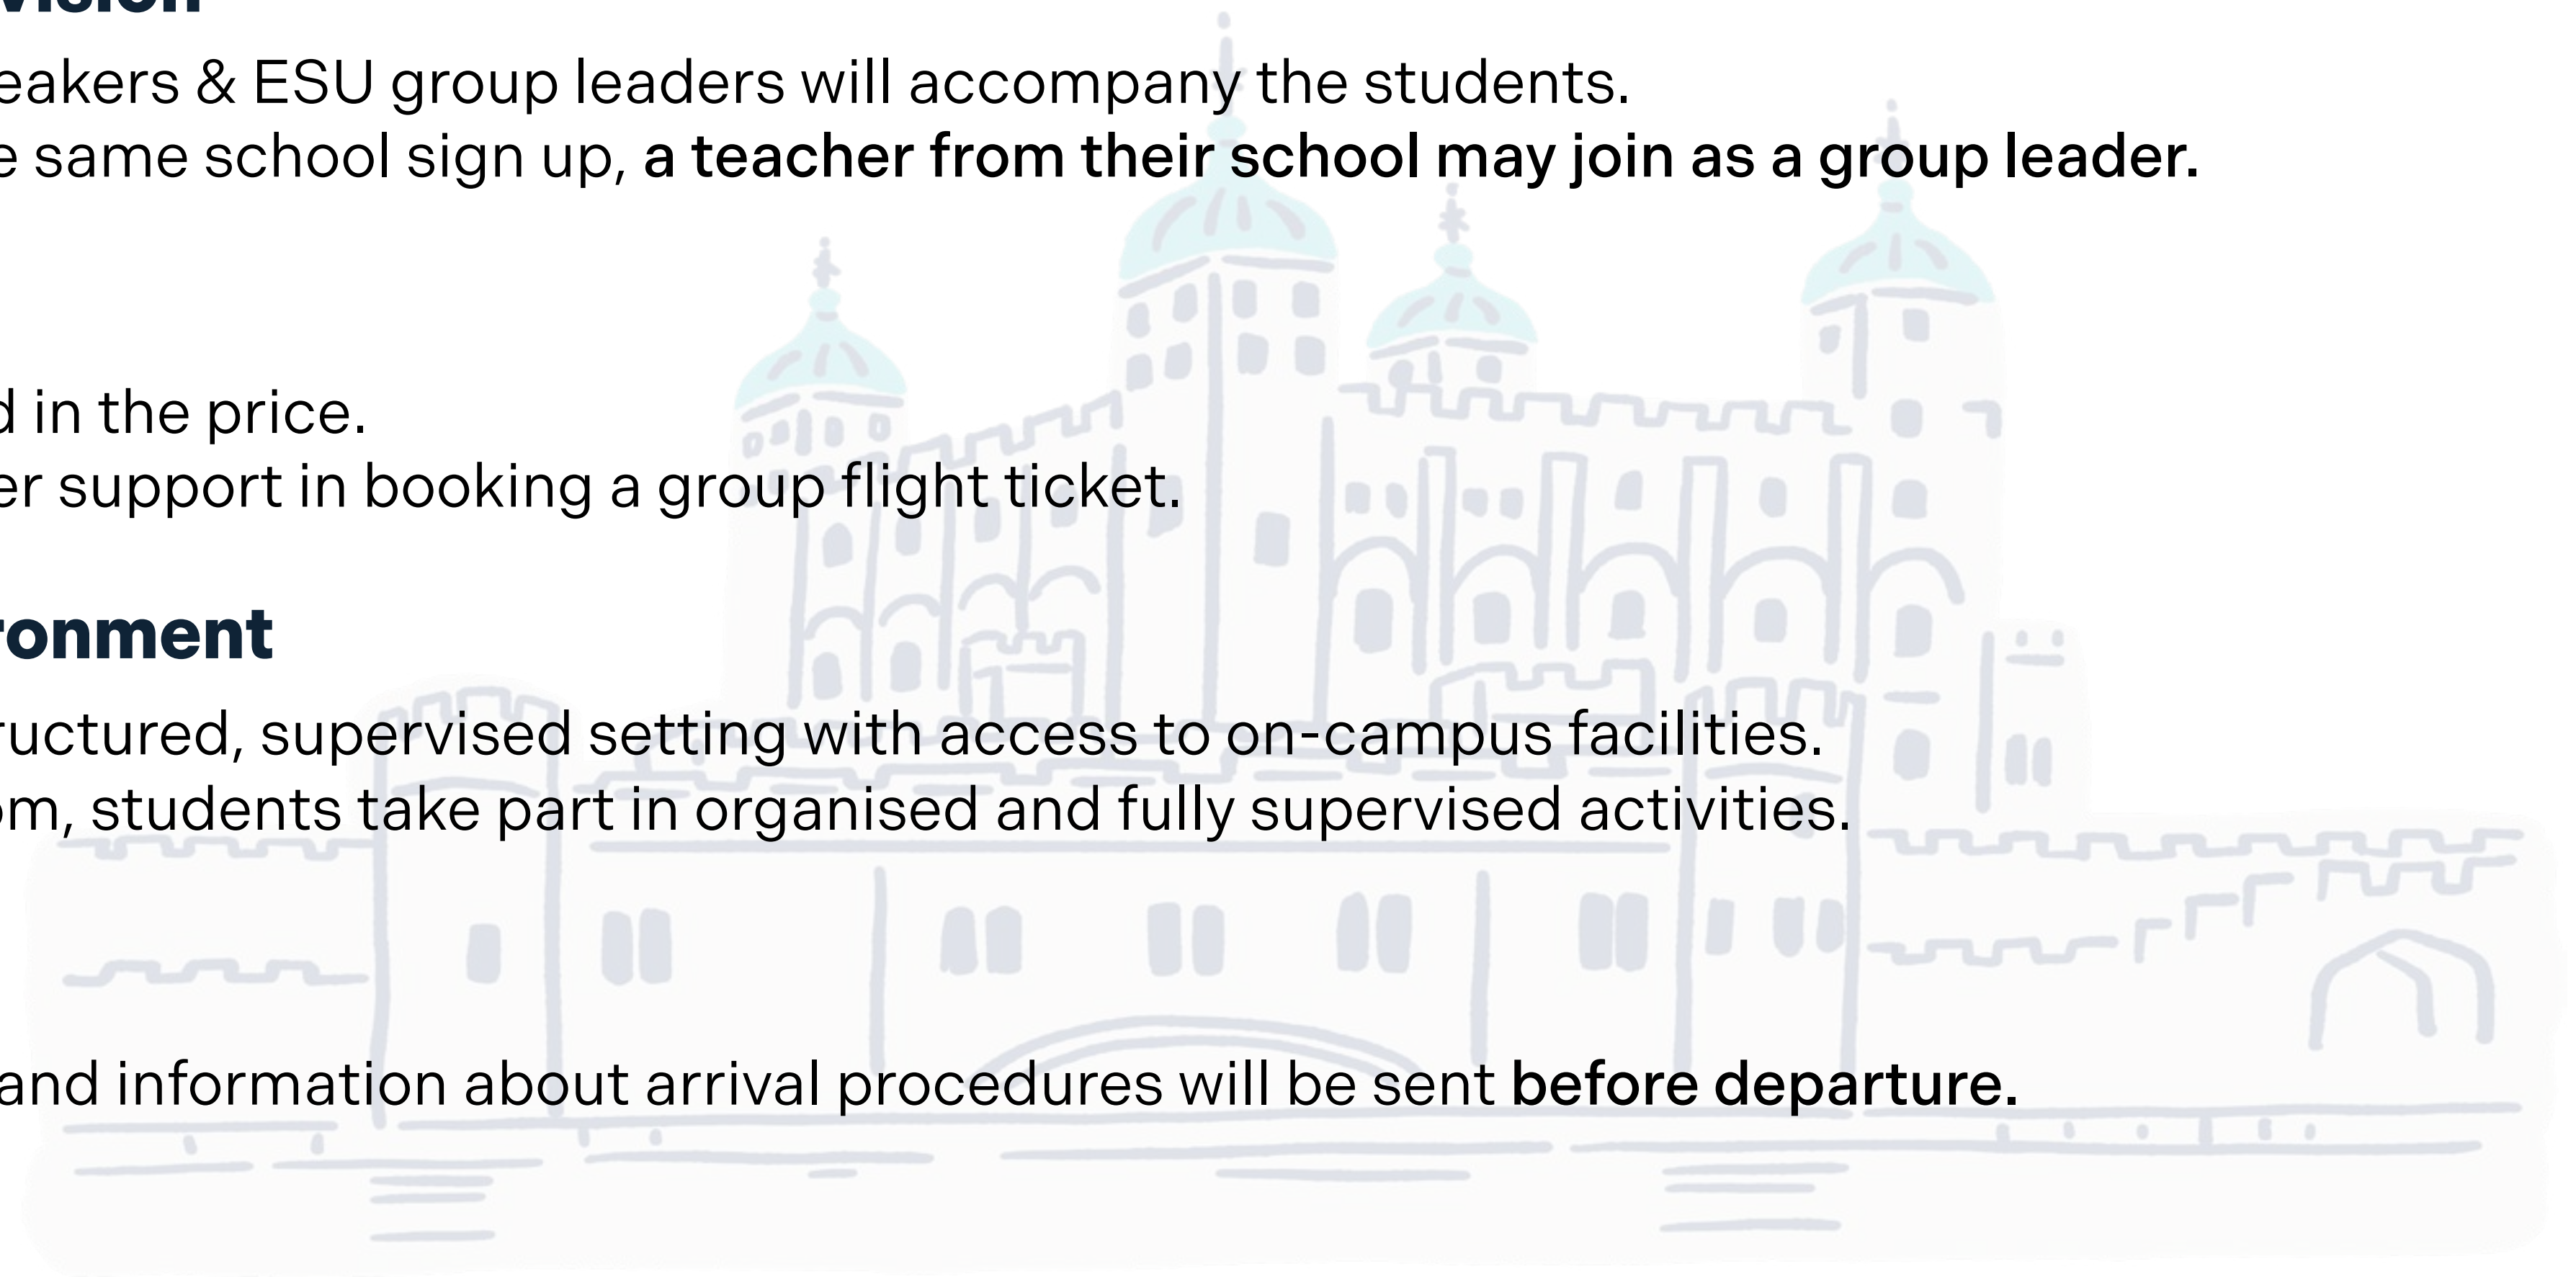 eakers & ESU group leaders will accompany the students.
same school sign up, a teacher from their school may join as a group leader.
in the price.
er support in booking a group flight ticket.
ronment
ructured, supervised setting with access to on-campus facilities.
om, students take part in organised and fully supervised activities.
and information about arrival procedures will be sent before departure.